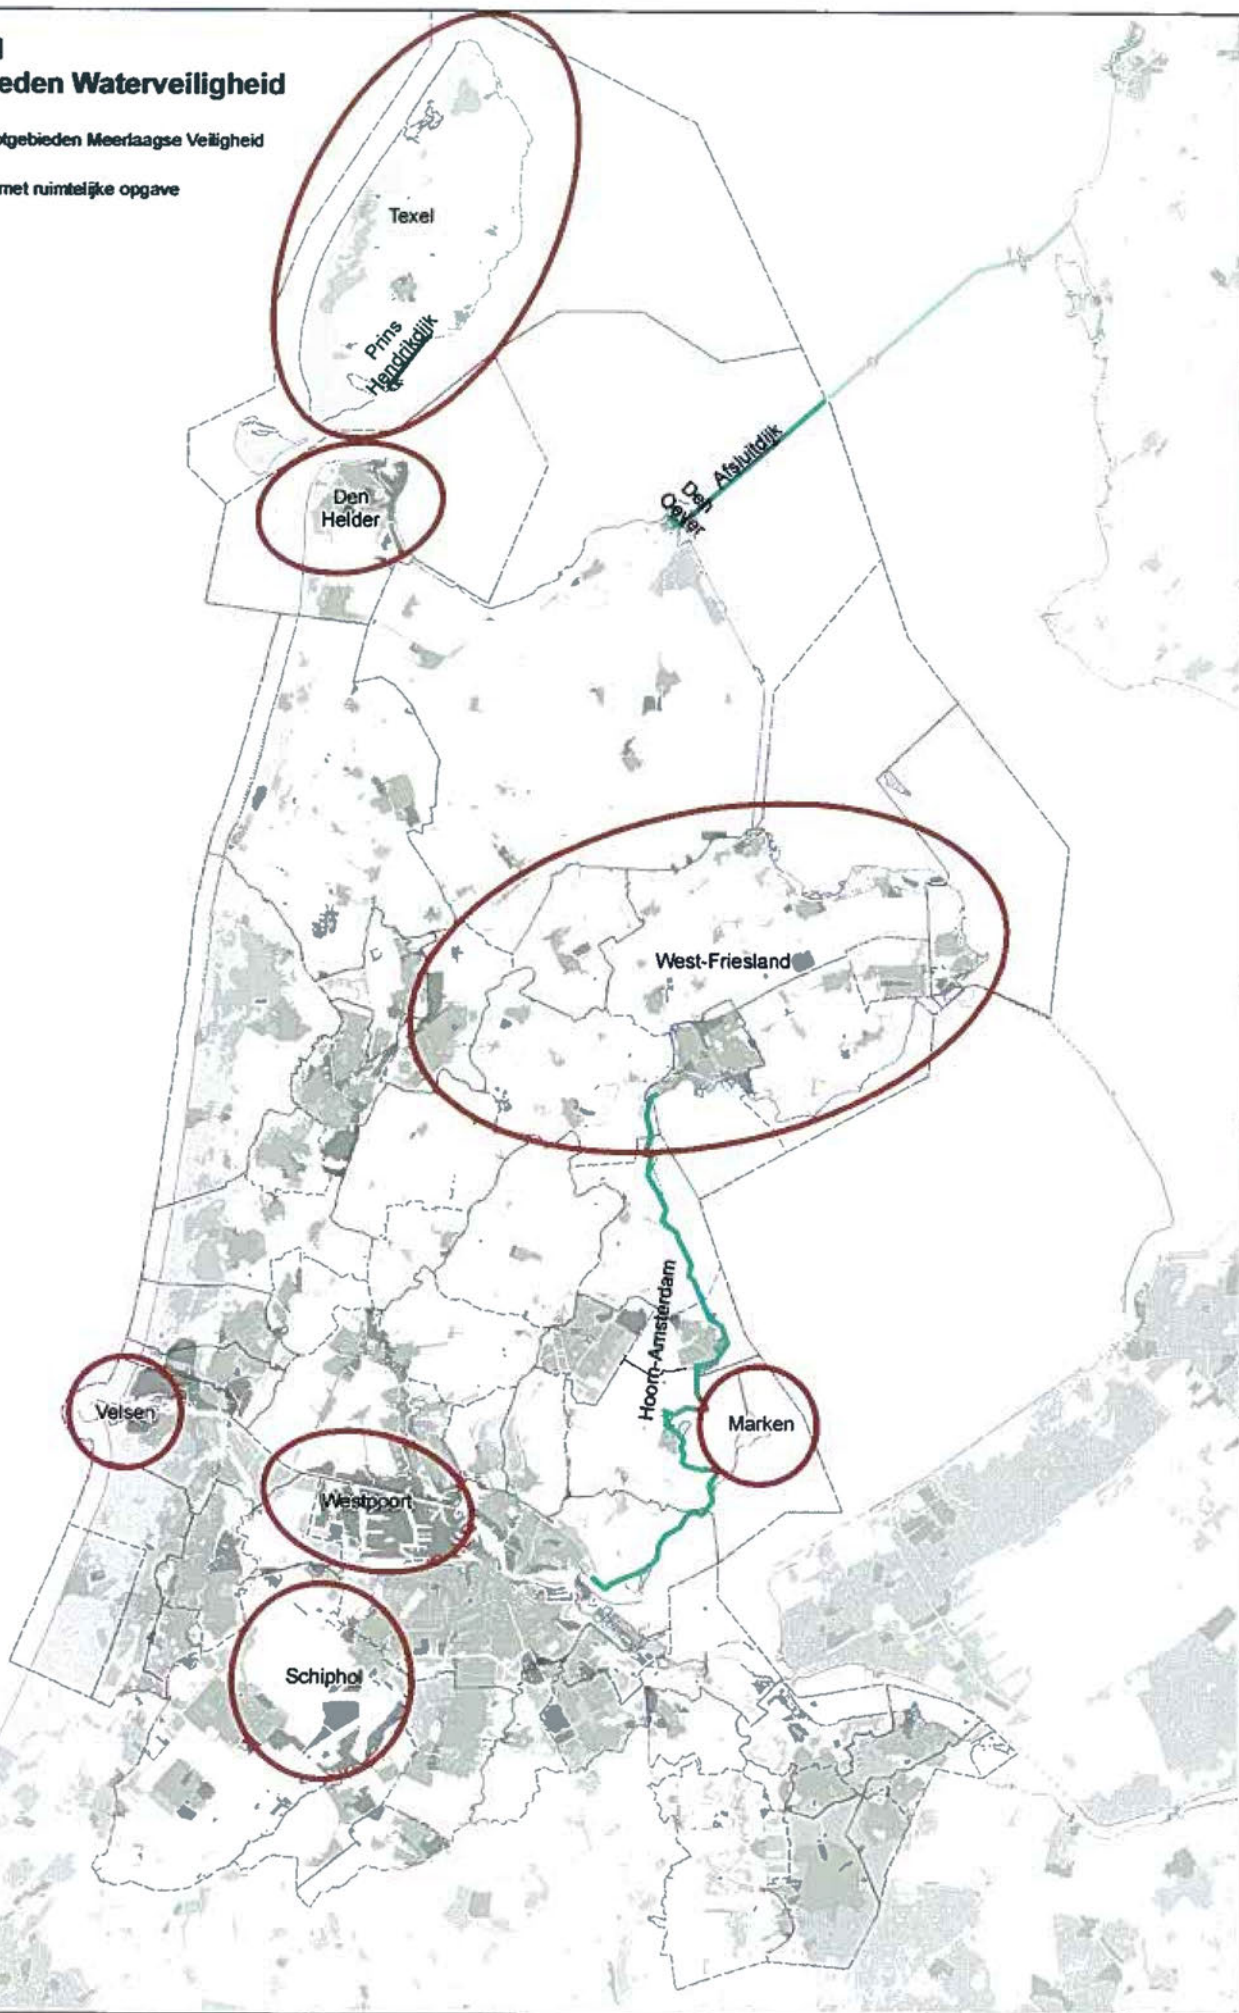 eden Waterveiligheid
otgebieden Meerlaagse Veiligheid
met ruimtelijke opgave
Texel
Prins
Hendrikdijk
Den
Helder
Afsluitdijk
Den
Oever
West-Friesland
Hoorn-Amsterdam
Velsen
Marken
Westpoort
Schiphol